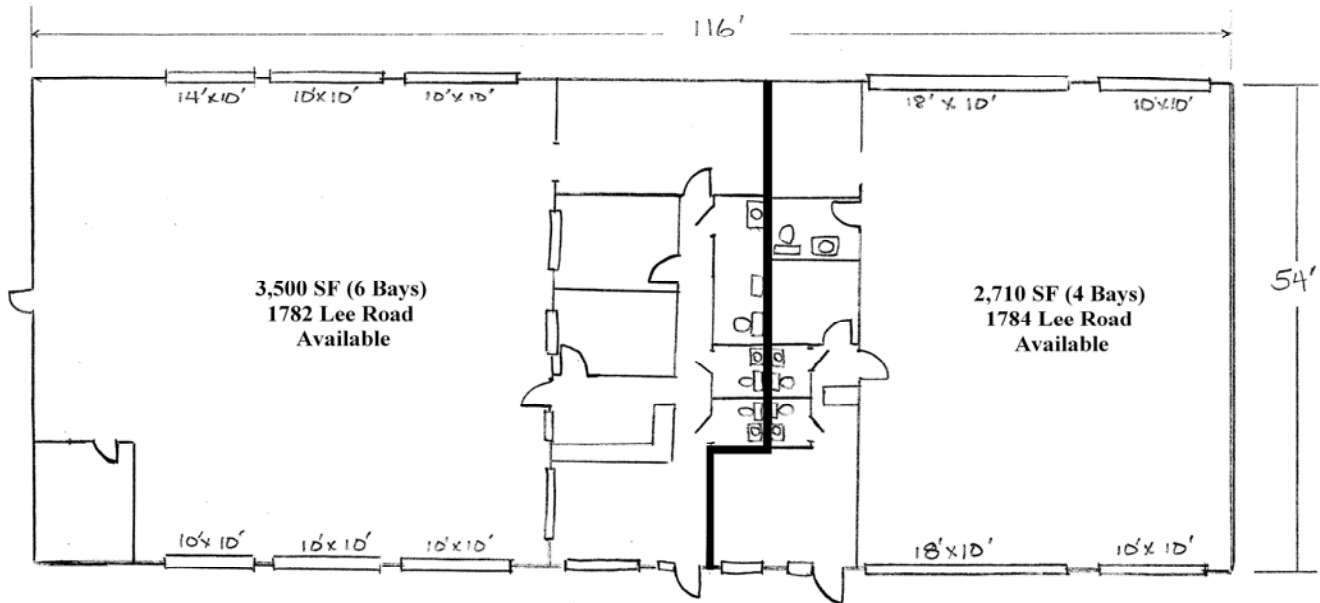 116'
14'x10' 10'x10' 10'x10' 18' x 10' 10'x10'
3,500 SF (6 Bays)
1782 Lee Road
Available
2,710 SF (4 Bays)
1784 Lee Road
Available
54'
10'x 10' 10'x 10' 10'x 10' 18'x10' 10'x 10'